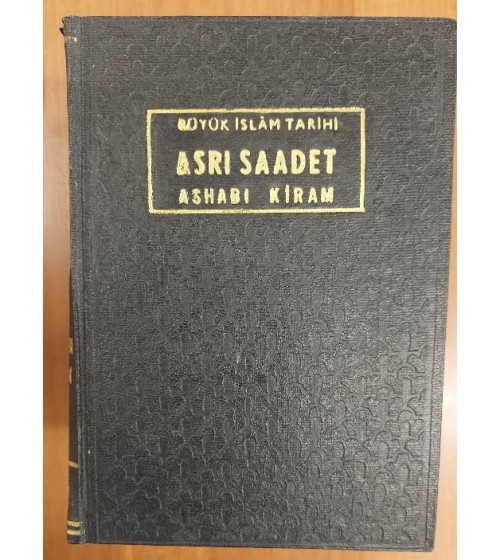 BÜYÜK İSLÂM TARİHİ
ASRI SAADET
ASHABI KİRAM